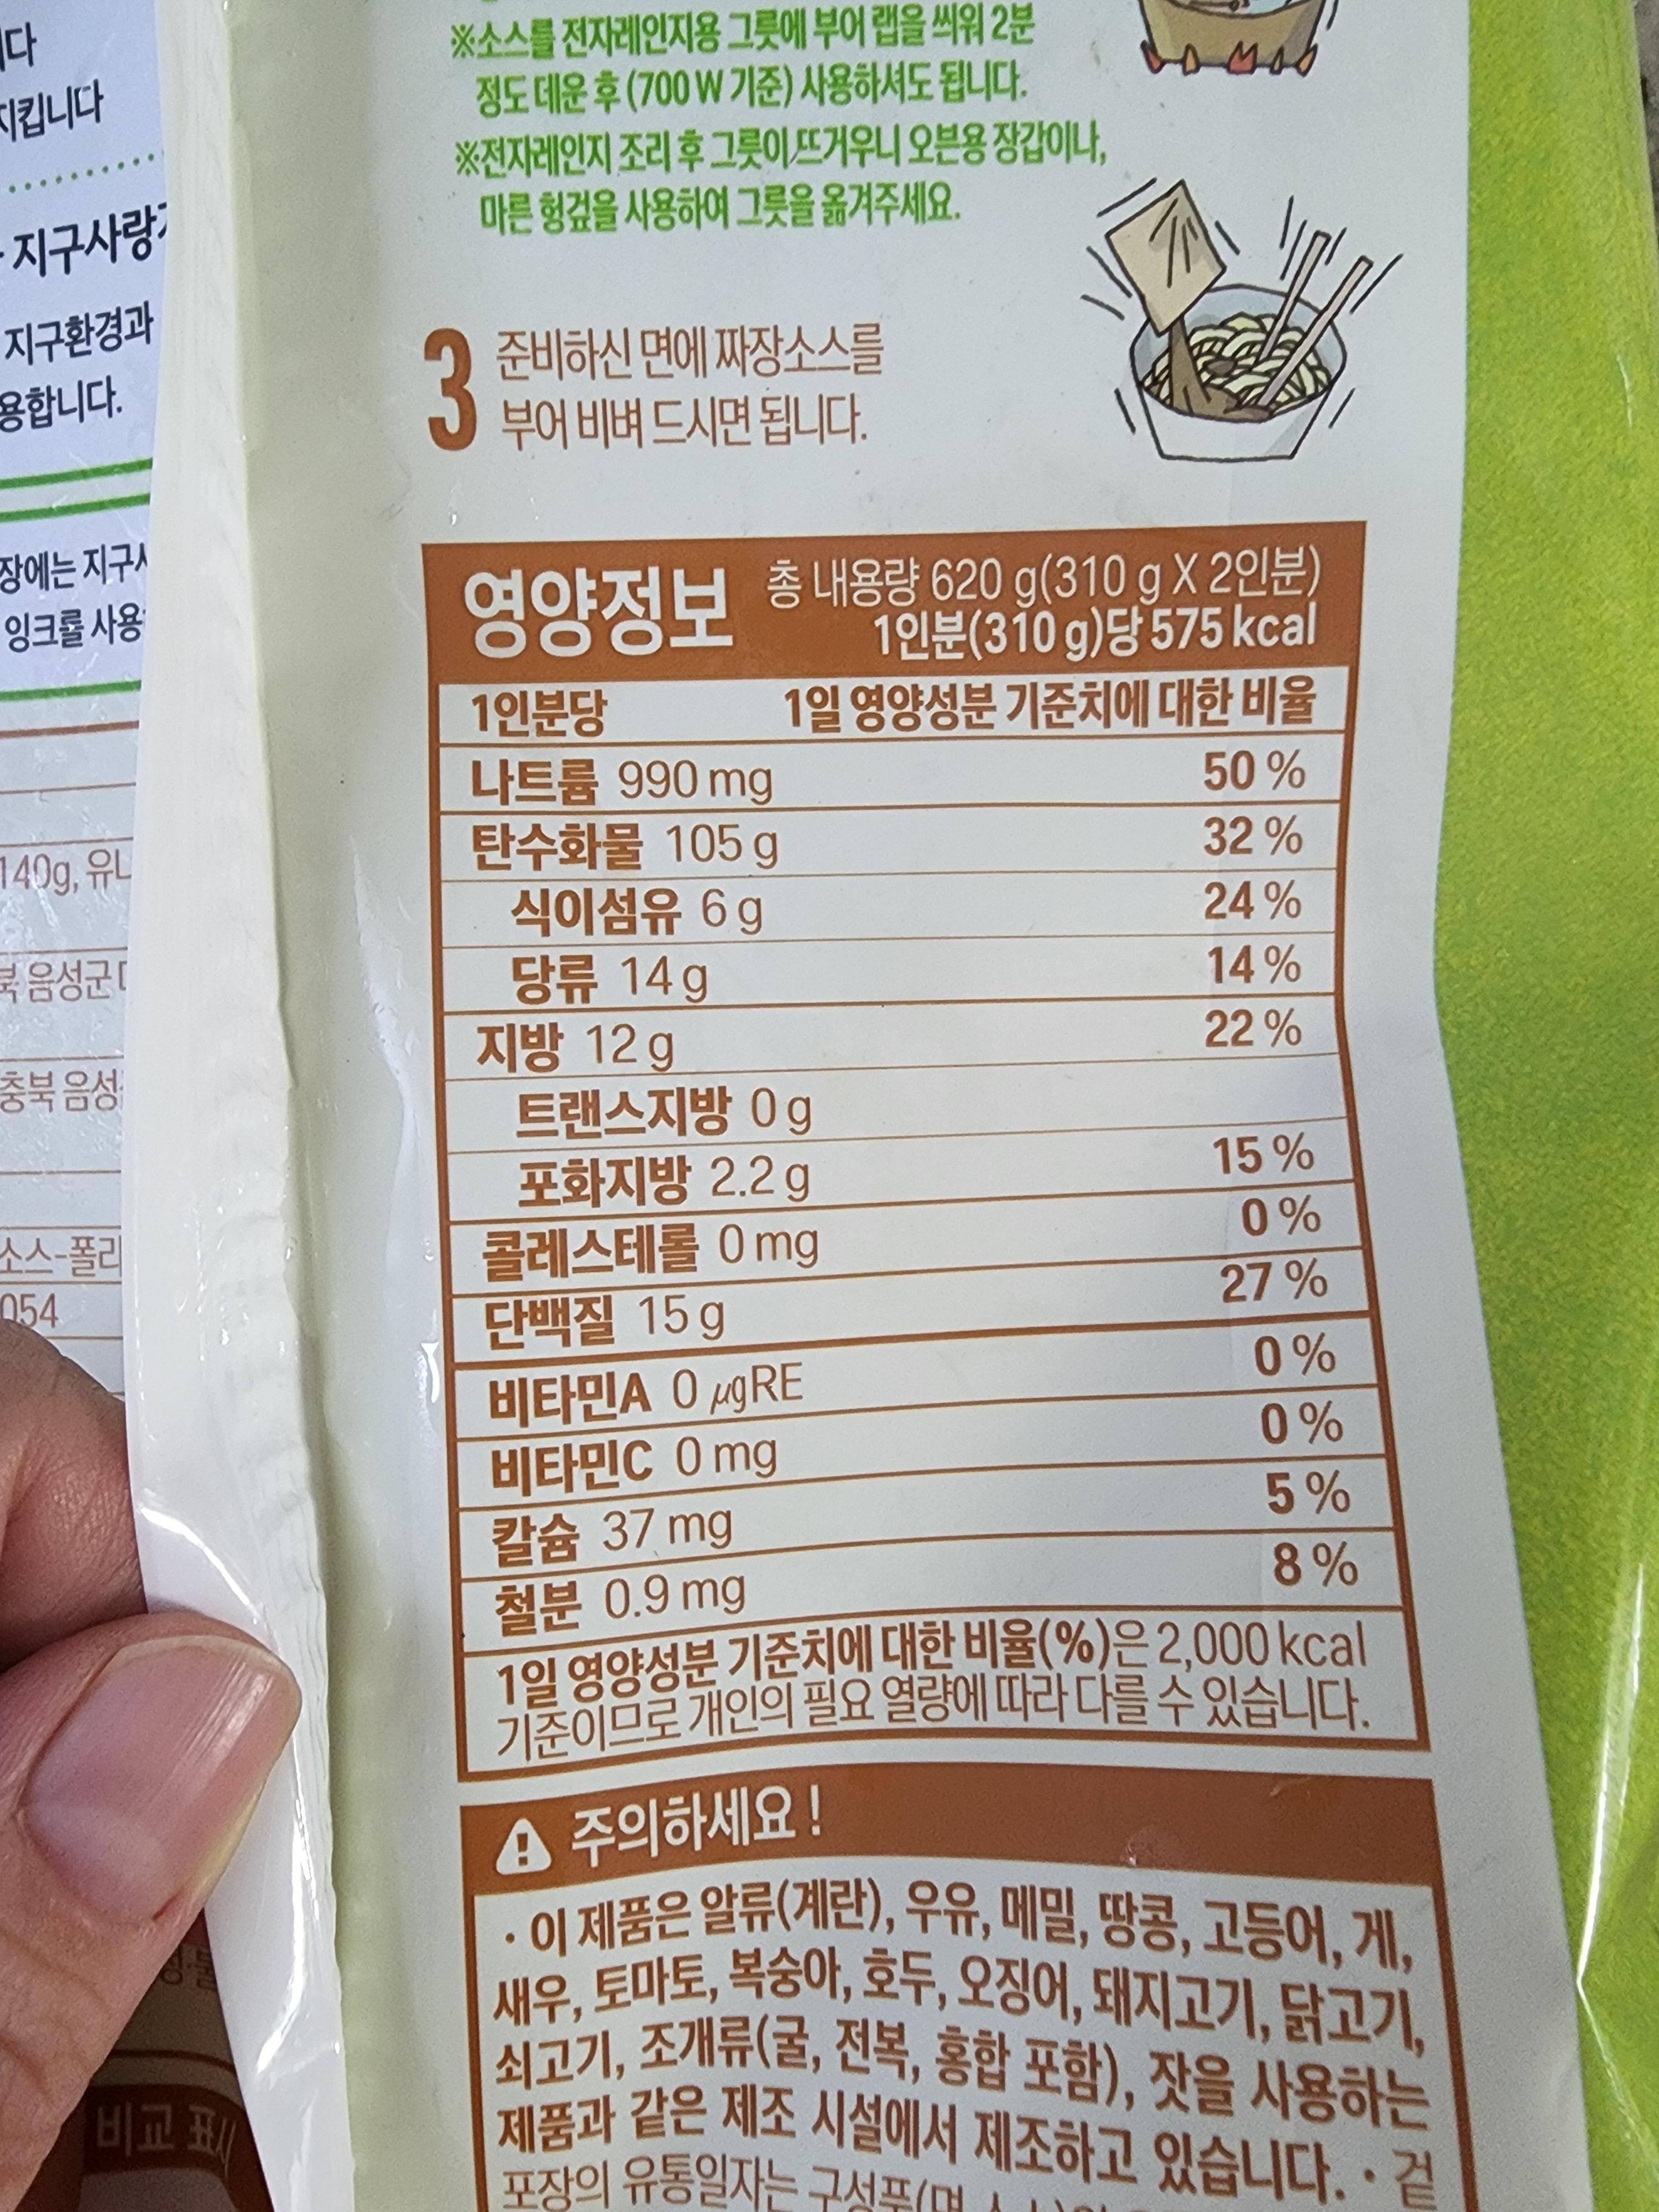 ※소스를 전자레인지용 그릇에 부어 랩을 씌워 2분
정도 데운 후 (700 W 기준) 사용하셔도 됩니다.
※전자레인지 조리 후 그릇이 뜨거우니 오븐용 장갑이나,
마른 헝겊을 사용하여 그릇을 옮겨주세요.
3 준비하신 면에 짜장소스를
부어 비벼 드시면 됩니다.
영양정보
총 내용량 620 g(310 g X 2인분)
1인분(310 g)당 575 kcal
1인분당 1일 영양성분 기준치에 대한 비율
나트륨 990 mg 50 %
탄수화물 105 g 32 %
식이섬유 6 g 24 %
당류 14 g 14 %
지방 12 g 22 %
트랜스지방 0 g
포화지방 2.2 g 15 %
콜레스테롤 0 mg 0 %
단백질 15 g 27 %
비타민A 0 μgRE 0 %
비타민C 0 mg 0 %
칼슘 37 mg 5 %
철분 0.9 mg 8 %
1일 영양성분 기준치에 대한 비율(%)은 2,000 kcal
기준이므로 개인의 필요 열량에 따라 다를 수 있습니다.
주의하세요 !
· 이 제품은 알류(계란), 우유, 메밀, 땅콩, 고등어, 게,
새우, 토마토, 복숭아, 호두, 오징어, 돼지고기, 닭고기,
쇠고기, 조개류(굴, 전복, 홍합 포함), 잣을 사용하는
제품과 같은 제조 시설에서 제조하고 있습니다. · 겉
포장의 유통일자는
지킵니다
지구사랑
지구환경과
용합니다.
장에는 지구
잉크를 사용
140g, 유니
북 음성군
충북 음성
소스-폴리
054
비교 표시